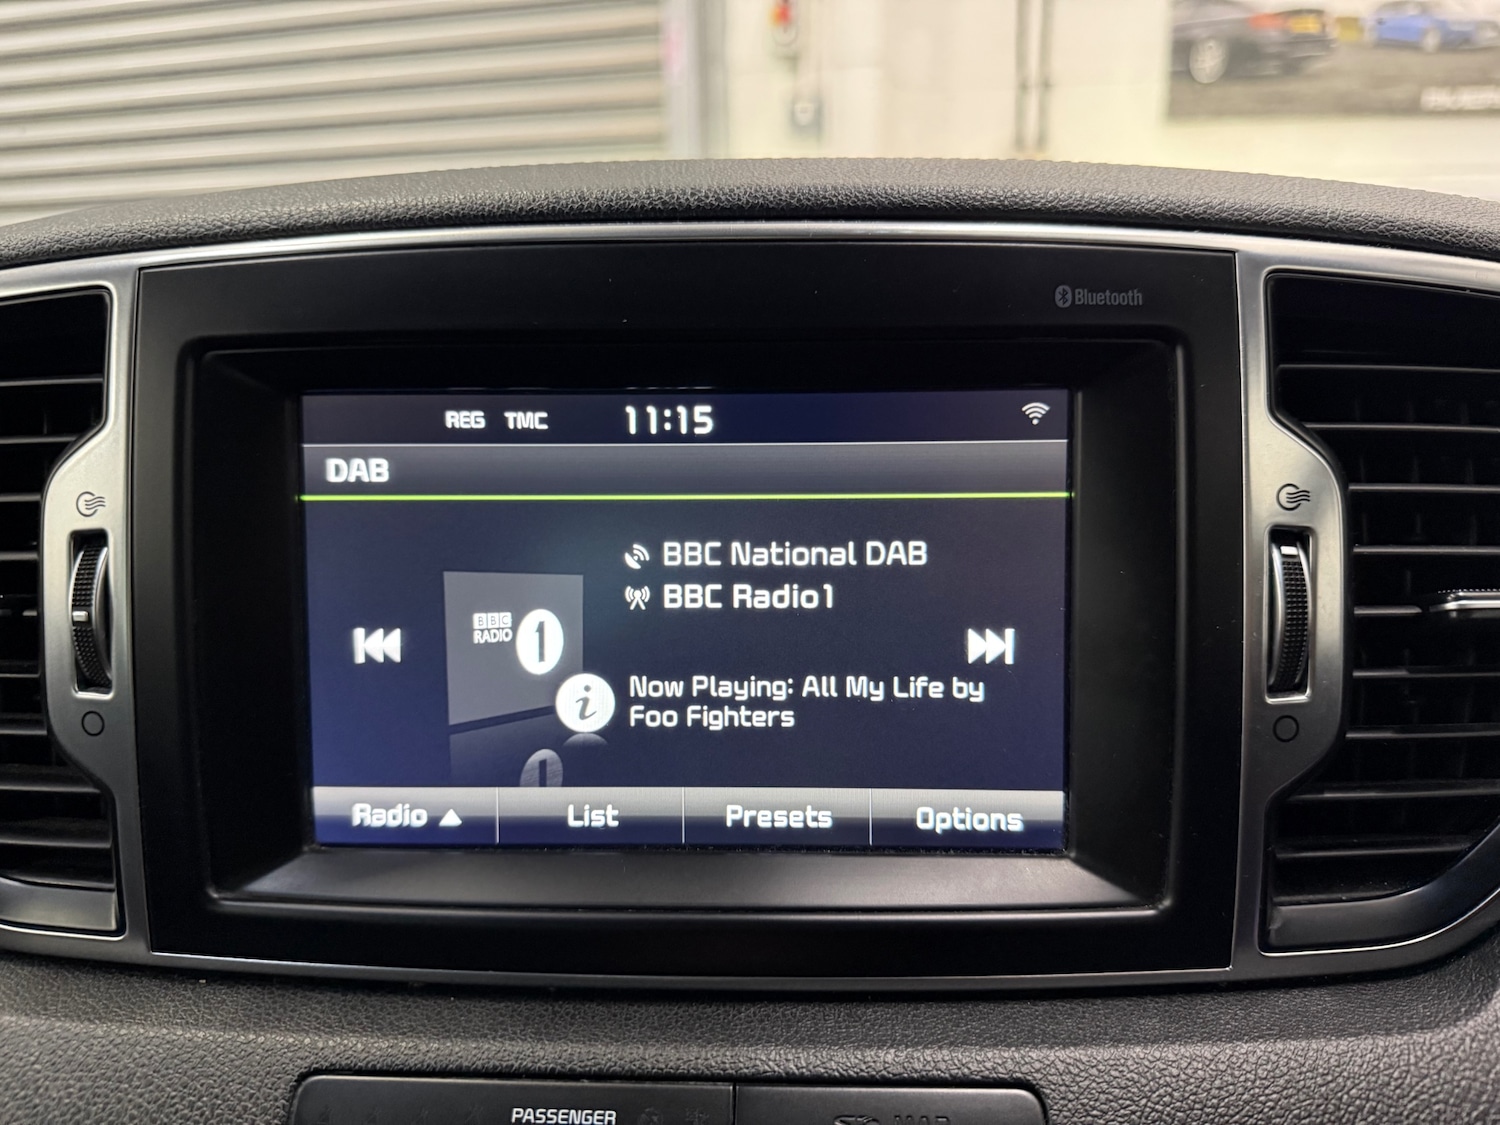 Bluetooth
REG TMC 11:15
DAB
BBC National DAB
BBC Radio1
BBC
RADIO 1
Now Playing: All My Life by
Foo Fighters
Radio List Presets Options
PASSENGER